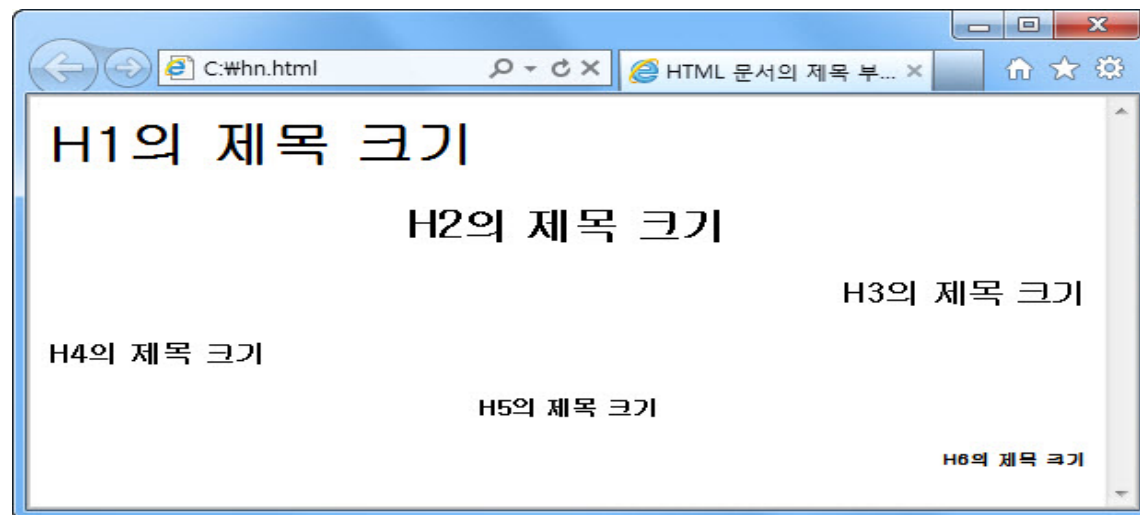 C:₩hn.html
HTML 문서의 제목 부...
H1의 제목 크기
H2의 제목 크기
H3의 제목 크기
H4의 제목 크기
H5의 제목 크기
H6의 제목 크기